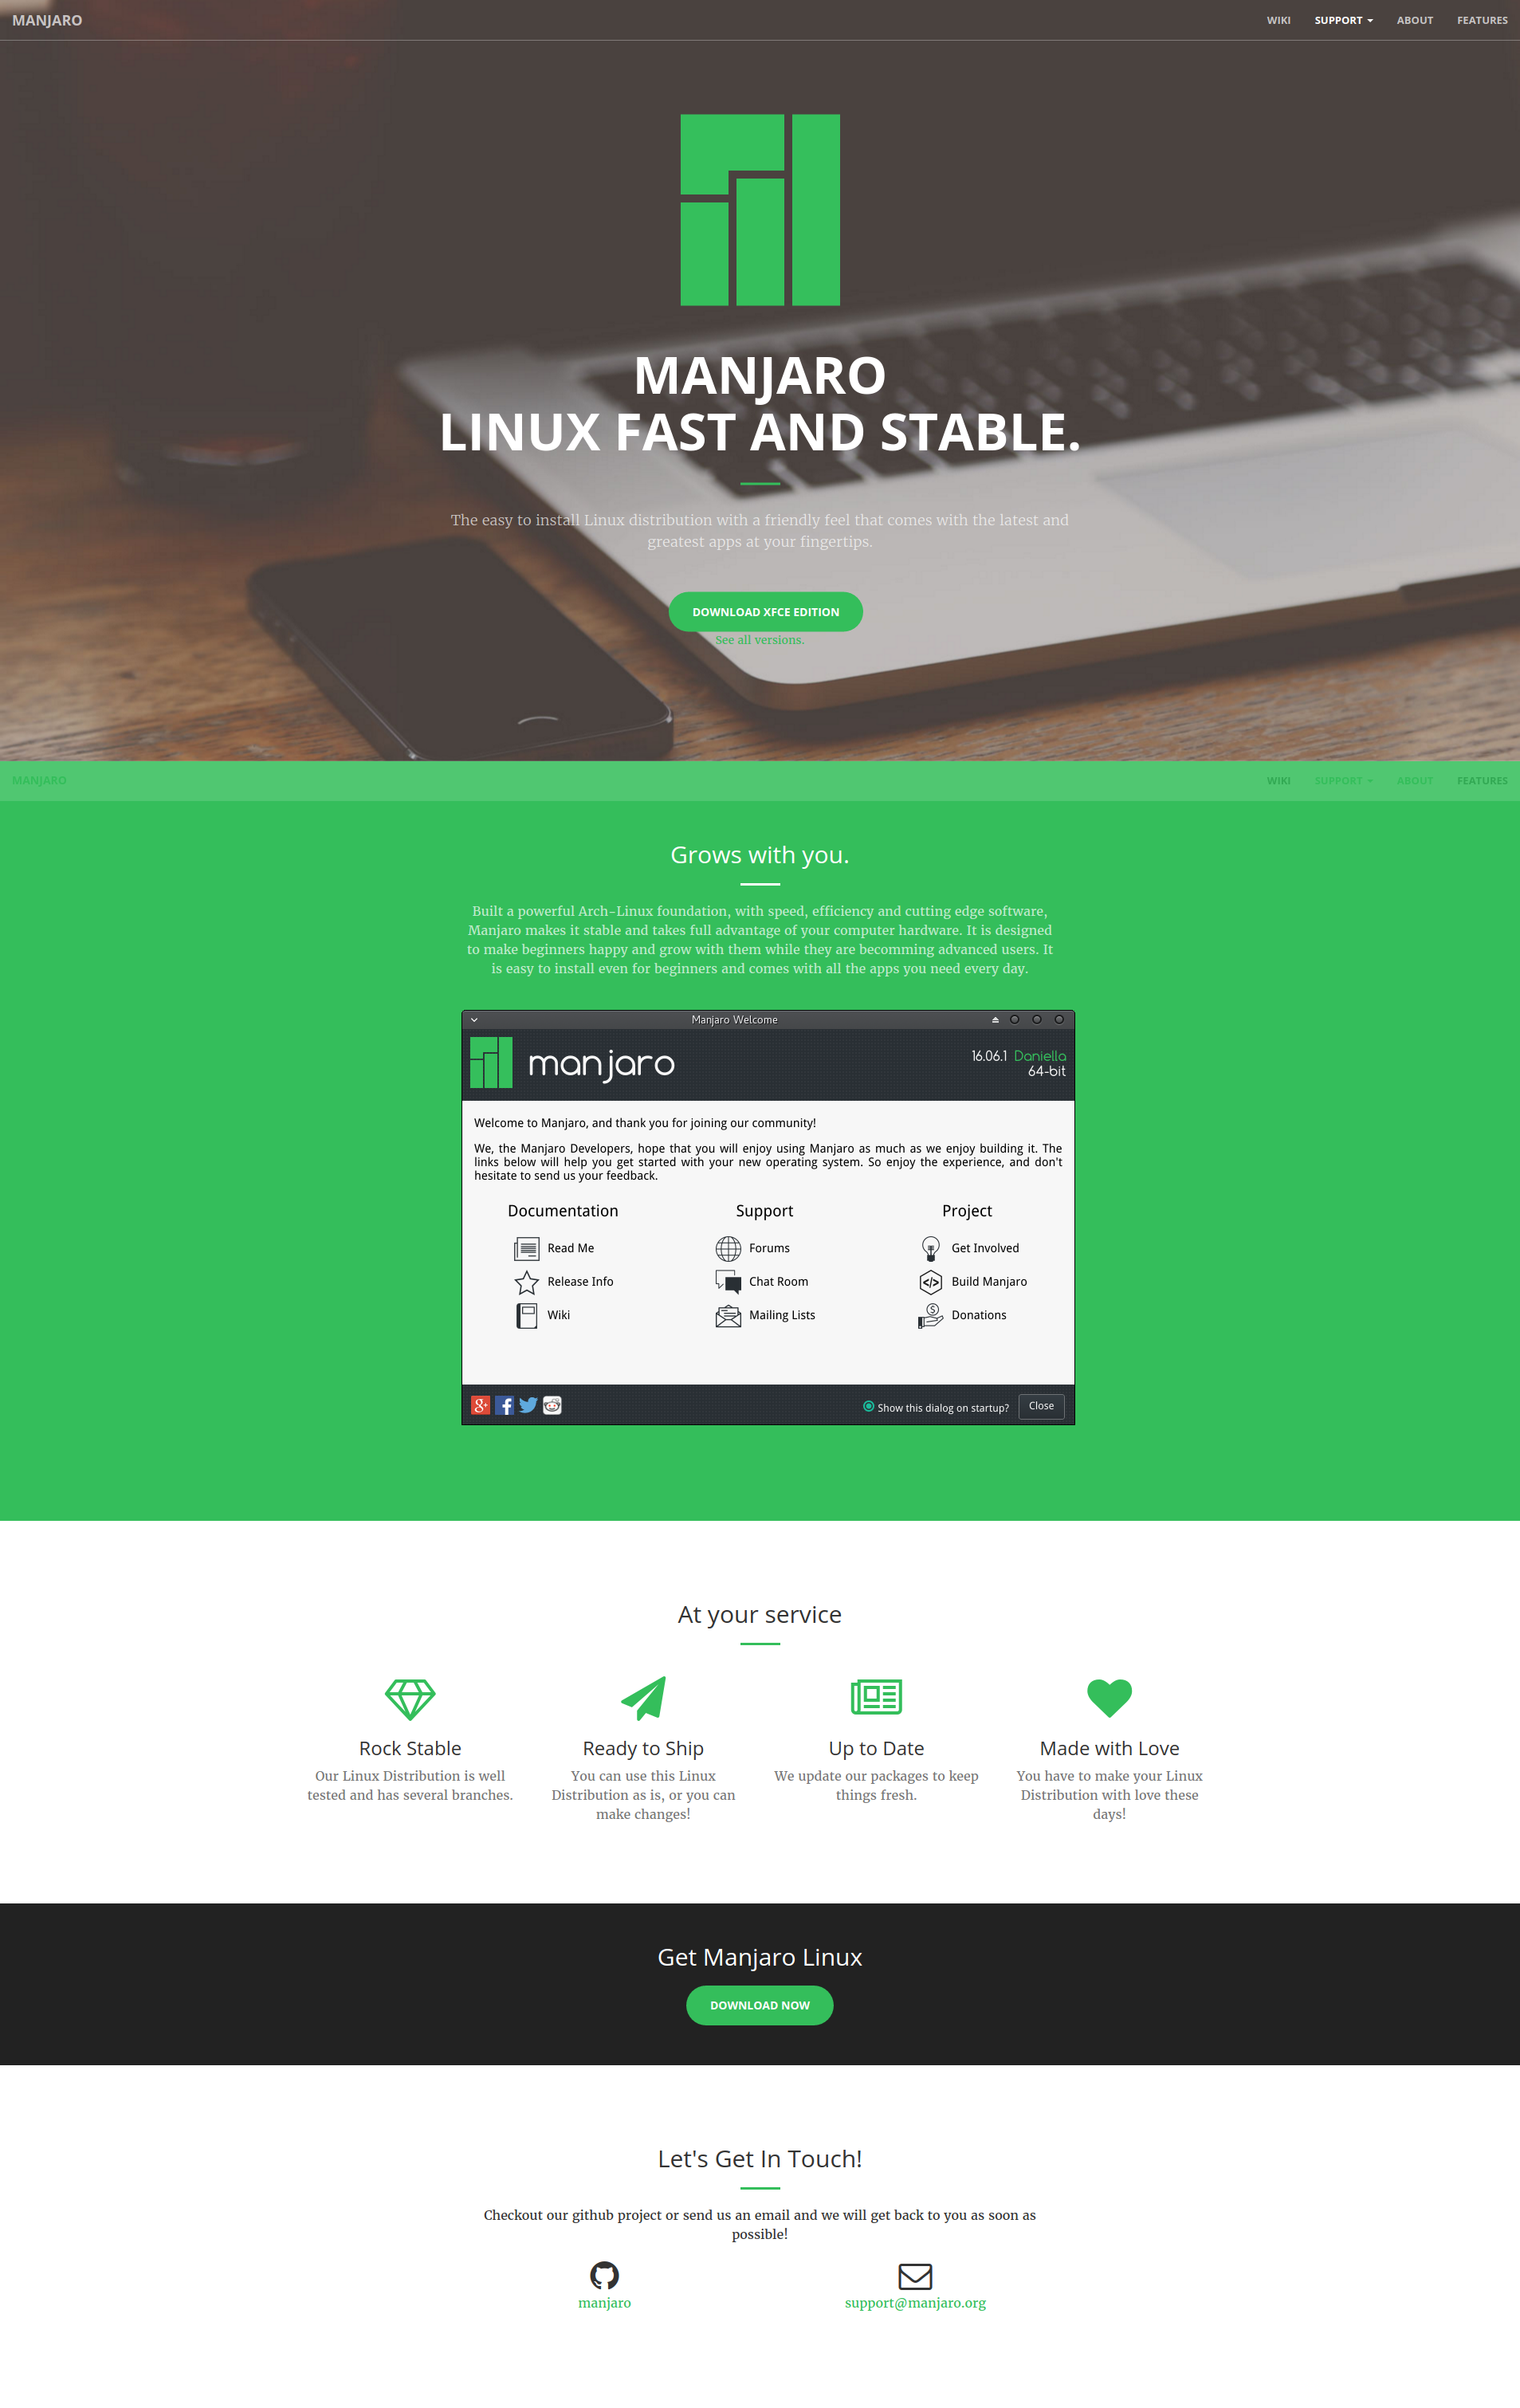 MANJARO
WIKI SUPPORT ABOUT FEATURES
MANJARO
LINUX FAST AND STABLE.
The easy to install Linux distribution with a friendly feel that comes with the latest and
greatest apps at your fingertips.
DOWNLOAD XFCE EDITION
See all versions.
MANJARO
WIKI SUPPORT ABOUT FEATURES
Grows with you.
Built a powerful Arch-Linux foundation, with speed, efficiency and cutting edge software,
Manjaro makes it stable and takes full advantage of your computer hardware. It is designed
to make beginners happy and grow with them while they are becomming advanced users. It
is easy to install even for beginners and comes with all the apps you need every day.
Manjaro Welcome
manjaro
16.06.1 Daniella
64-bit
Welcome to Manjaro, and thank you for joining our community!
We, the Manjaro Developers, hope that you will enjoy using Manjaro as much as we enjoy building it. The
links below will help you get started with your new operating system. So enjoy the experience, and don't
hesitate to send us your feedback.
Documentation Support Project
Read Me Forums Get Involved
Release Info Chat Room Build Manjaro
Wiki Mailing Lists Donations
Show this dialog on startup? Close
At your service
Rock Stable
Our Linux Distribution is well
tested and has several branches.
Ready to Ship
You can use this Linux
Distribution as is, or you can
make changes!
Up to Date
We update our packages to keep
things fresh.
Made with Love
You have to make your Linux
Distribution with love these
days!
Get Manjaro Linux
DOWNLOAD NOW
Let's Get In Touch!
Checkout our github project or send us an email and we will get back to you as soon as
possible!
manjaro
support@manjaro.org